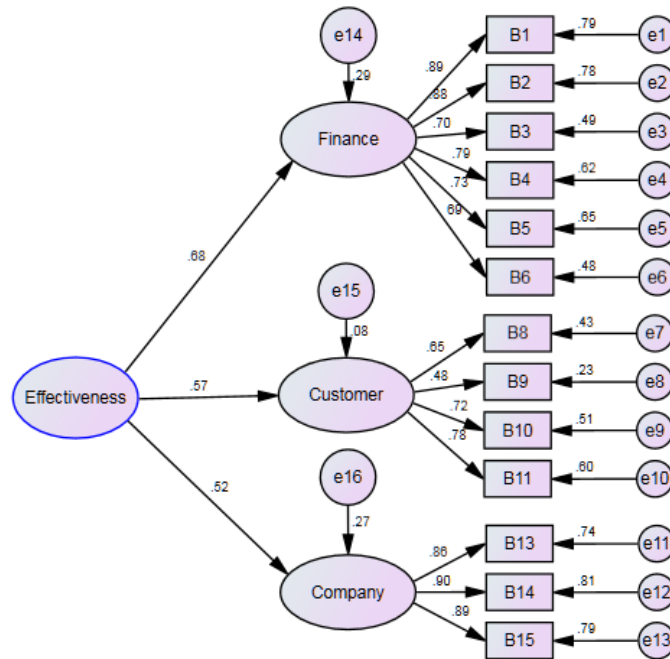 e14
.29
Finance
.89
B1
.79
e1
.88
B2
.78
e2
.70
B3
.49
e3
.79
B4
.62
e4
.73
B5
.65
e5
.69
B6
.48
e6
.68
e15
.08
Effectiveness
.57
Customer
.65
B8
.43
e7
.48
B9
.23
e8
.72
B10
.51
e9
.78
B11
.60
e10
.52
e16
.27
Company
.86
B13
.74
e11
.90
B14
.81
e12
.89
B15
.79
e13